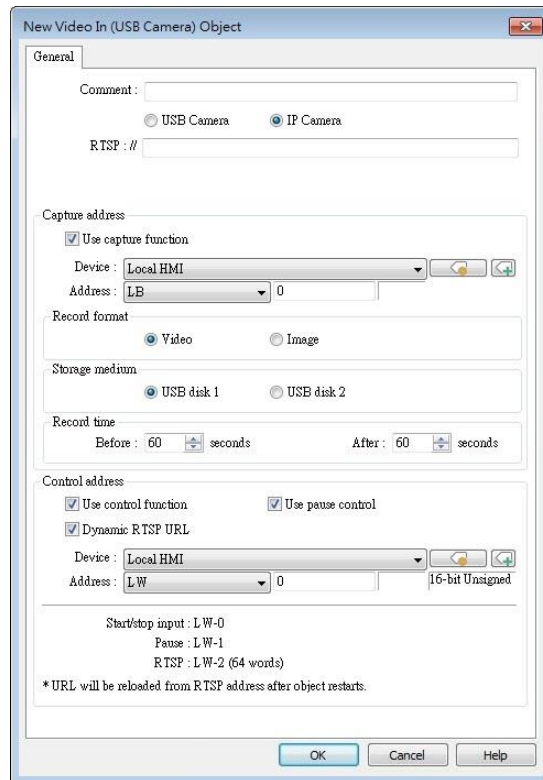 New Video In (USB Camera) Object
General
Comment :
USB Camera IP Camera
RTSP : //
Capture address
Use capture function
Device : Local HMI
Address : LB 0
Record format
Video Image
Storage medium
USB disk 1 USB disk 2
Record time
Before : 60 seconds After : 60 seconds
Control address
Use control function Use pause control
Dynamic RTSP URL
Device : Local HMI
Address : LW 0 16-bit Unsigned
Start/stop input : LW-0
Pause : LW-1
RTSP : LW-2 (64 words)
* URL will be reloaded from RTSP address after object restarts.
OK Cancel Help